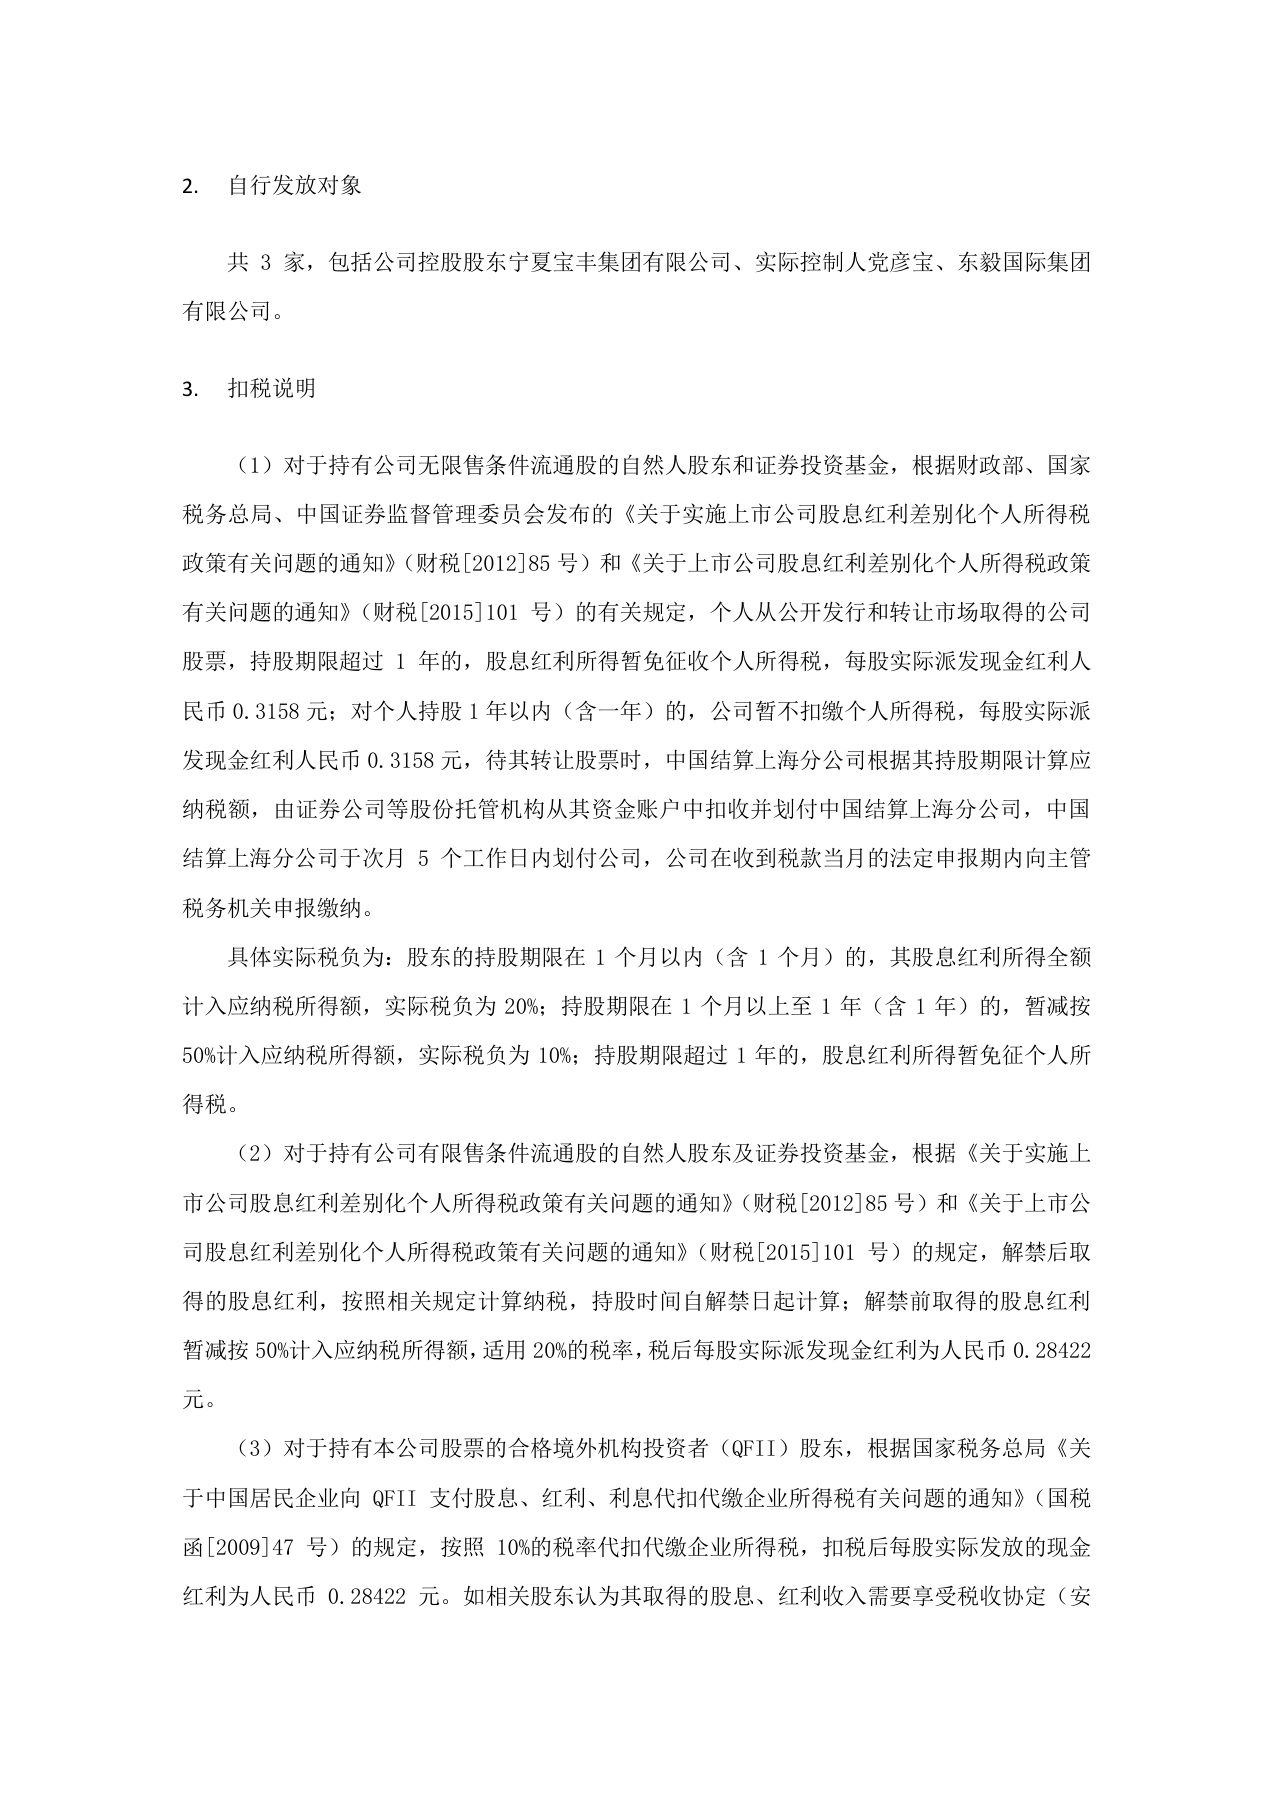 2. 自行发放对象
共 3 家，包括公司控股股东宁夏宝丰集团有限公司、实际控制人党彦宝、东毅国际集团
有限公司。
3. 扣税说明
（1）对于持有公司无限售条件流通股的自然人股东和证券投资基金，根据财政部、国家
税务总局、中国证券监督管理委员会发布的《关于实施上市公司股息红利差别化个人所得税
政策有关问题的通知》（财税[2012]85 号）和《关于上市公司股息红利差别化个人所得税政策
有关问题的通知》（财税[2015]101 号）的有关规定，个人从公开发行和转让市场取得的公司
股票，持股期限超过 1 年的，股息红利所得暂免征收个人所得税，每股实际派发现金红利人
民币 0.3158 元；对个人持股 1 年以内（含一年）的，公司暂不扣缴个人所得税，每股实际派
发现金红利人民币 0.3158 元，待其转让股票时，中国结算上海分公司根据其持股期限计算应
纳税额，由证券公司等股份托管机构从其资金账户中扣收并划付中国结算上海分公司，中国
结算上海分公司于次月 5 个工作日内划付公司，公司在收到税款当月的法定申报期内向主管
税务机关申报缴纳。
具体实际税负为：股东的持股期限在 1 个月以内（含 1 个月）的，其股息红利所得全额
计入应纳税所得额，实际税负为 20%；持股期限在 1 个月以上至 1 年（含 1 年）的，暂减按
50%计入应纳税所得额，实际税负为 10%；持股期限超过 1 年的，股息红利所得暂免征个人所
得税。
（2）对于持有公司有限售条件流通股的自然人股东及证券投资基金，根据《关于实施上
市公司股息红利差别化个人所得税政策有关问题的通知》（财税[2012]85 号）和《关于上市公
司股息红利差别化个人所得税政策有关问题的通知》（财税[2015]101 号）的规定，解禁后取
得的股息红利，按照相关规定计算纳税，持股时间自解禁日起计算；解禁前取得的股息红利
暂减按 50%计入应纳税所得额，适用 20%的税率，税后每股实际派发现金红利为人民币 0.28422
元。
（3）对于持有本公司股票的合格境外机构投资者（QFII）股东，根据国家税务总局《关
于中国居民企业向 QFII 支付股息、红利、利息代扣代缴企业所得税有关问题的通知》（国税
函[2009]47 号）的规定，按照 10%的税率代扣代缴企业所得税，扣税后每股实际发放的现金
红利为人民币 0.28422 元。如相关股东认为其取得的股息、红利收入需要享受税收协定（安